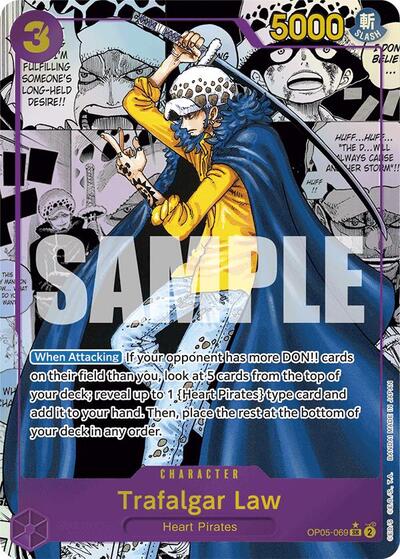 3
5000
斬
SLASH
I'M
FULFILLING
SOMEONE'S
LONG-HELD
DESIRE!!
I DON
BELIE
HUFF...HUFF...
"THE D...WILL
ALWAYS CAUSE
ANOTHER STORM"!!
HUFF
!!
SAMPLE
When Attacking If your opponent has more DON!! cards
on their field than you, look at 5 cards from the top of
your deck; reveal up to 1 {Heart Pirates} type card and
add it to your hand. Then, place the rest at the bottom of
your deck in any order.
CHARACTER
Trafalgar Law
Heart Pirates
OP05-069 SR 2
BANDAI MADE IN JAPAN